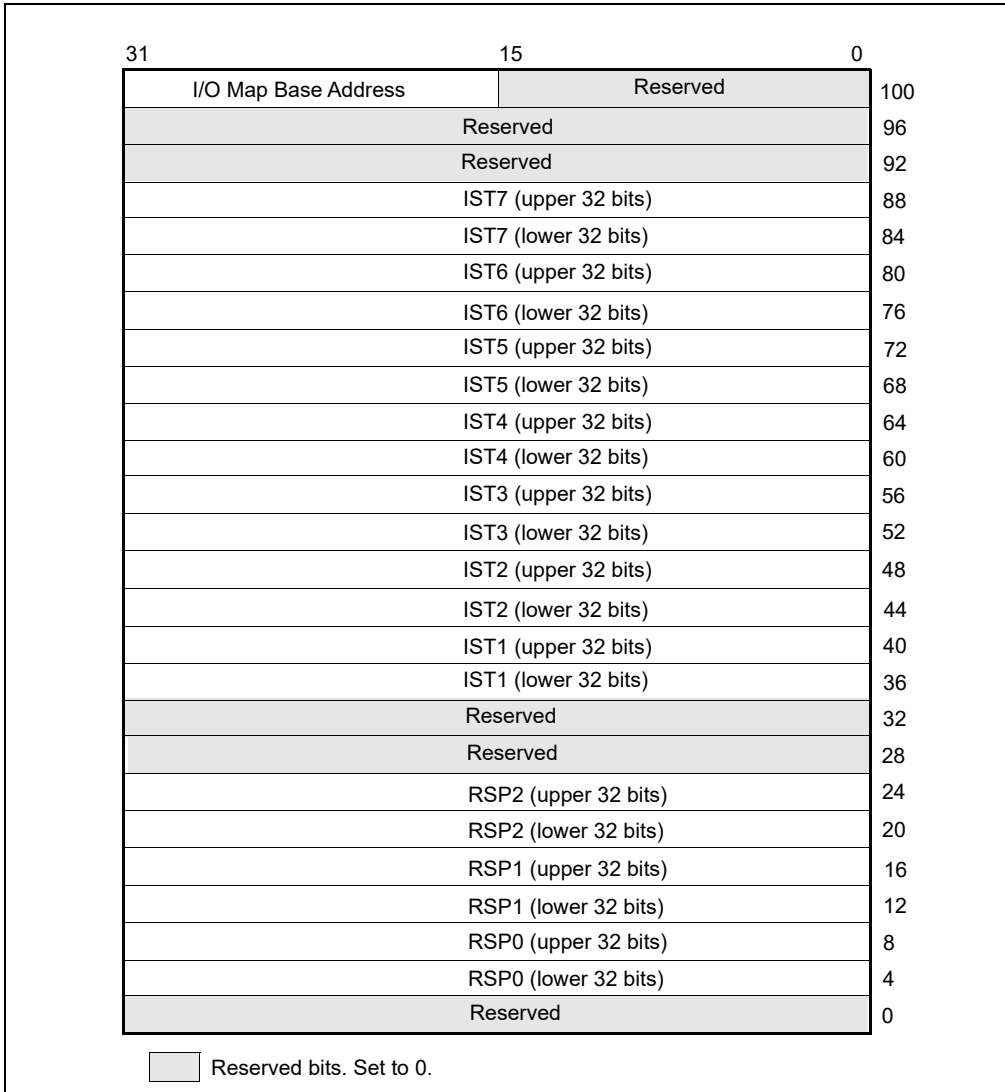 31 15 0
I/O Map Base Address Reserved 100
Reserved 96
Reserved 92
IST7 (upper 32 bits) 88
IST7 (lower 32 bits) 84
IST6 (upper 32 bits) 80
IST6 (lower 32 bits) 76
IST5 (upper 32 bits) 72
IST5 (lower 32 bits) 68
IST4 (upper 32 bits) 64
IST4 (lower 32 bits) 60
IST3 (upper 32 bits) 56
IST3 (lower 32 bits) 52
IST2 (upper 32 bits) 48
IST2 (lower 32 bits) 44
IST1 (upper 32 bits) 40
IST1 (lower 32 bits) 36
Reserved 32
Reserved 28
RSP2 (upper 32 bits) 24
RSP2 (lower 32 bits) 20
RSP1 (upper 32 bits) 16
RSP1 (lower 32 bits) 12
RSP0 (upper 32 bits) 8
RSP0 (lower 32 bits) 4
Reserved 0
Reserved bits. Set to 0.